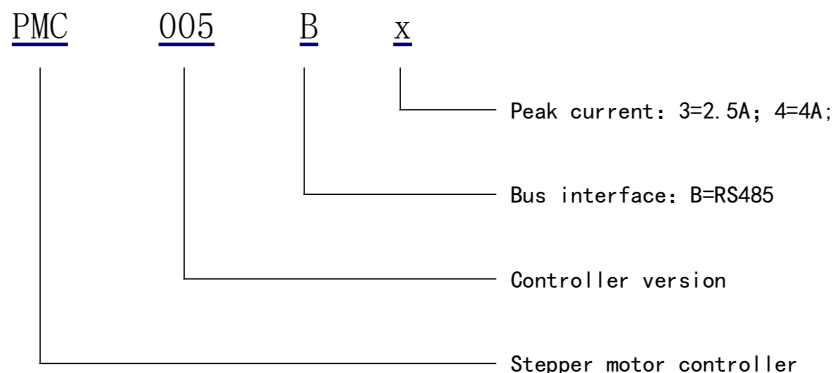 PMC 005 B x
Peak current：3=2.5A；4=4A;
Bus interface：B=RS485
Controller version
Stepper motor controller